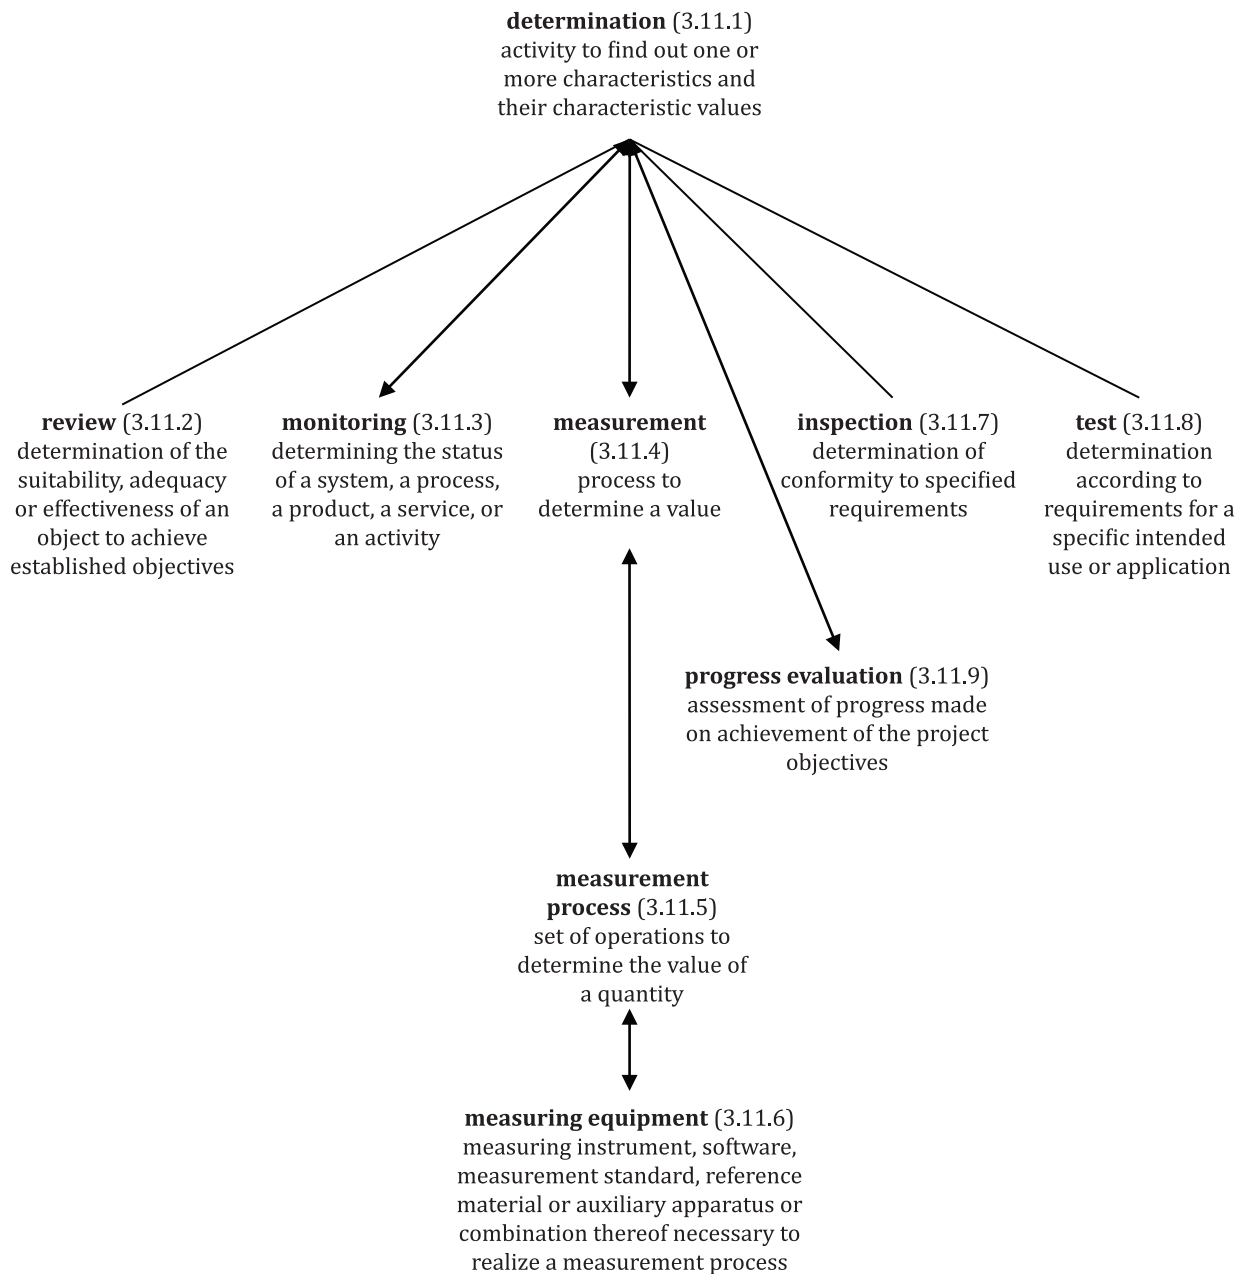 determination (3.11.1)
activity to find out one or
more characteristics and
their characteristic values
review (3.11.2)
determination of the
suitability, adequacy
or effectiveness of an
object to achieve
established objectives
monitoring (3.11.3)
determining the status
of a system, a process,
a product, a service, or
an activity
measurement
(3.11.4)
process to
determine a value
inspection (3.11.7)
determination of
conformity to specified
requirements
test (3.11.8)
determination
according to
requirements for a
specific intended
use or application
progress evaluation (3.11.9)
assessment of progress made
on achievement of the project
objectives
measurement
process (3.11.5)
set of operations to
determine the value of
a quantity
measuring equipment (3.11.6)
measuring instrument, software,
measurement standard, reference
material or auxiliary apparatus or
combination thereof necessary to
realize a measurement process